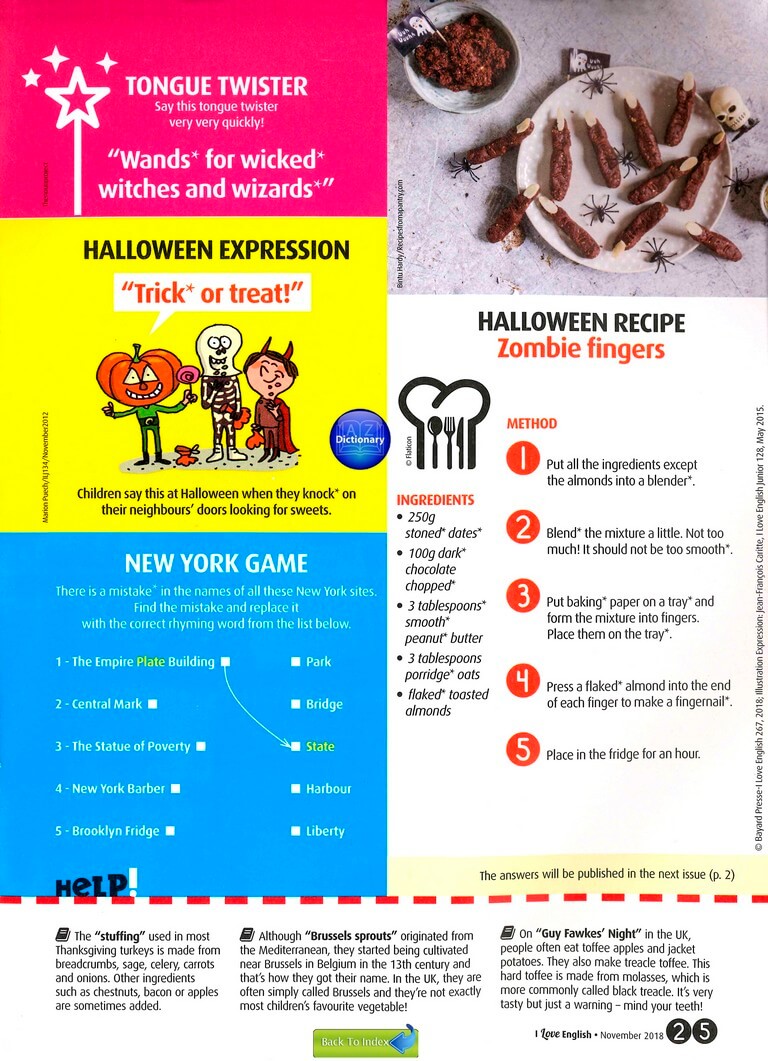 TONGUE TWISTER
Say this tongue twister
very very quickly!
“Wands* for wicked*
witches and wizards*”
HALLOWEEN EXPRESSION
“Trick* or treat!”
Marion Puech/ILJ134/November2012
Dictionary
Children say this at Halloween when they knock* on
their neighbours’ doors looking for sweets.
NEW YORK GAME
There is a mistake* in the names of all these New York sites.
Find the mistake and replace it
with the correct rhyming word from the list below.
1 - The Empire Plate Building
Park
2 - Central Mark
Bridge
3 - The Statue of Poverty
State
4 - New York Barber
Harbour
5 - Brooklyn Fridge
Liberty
Bintu Hardy/Recipesfromapantry.com
HALLOWEEN RECIPE
Zombie fingers
© Flaticon
INGREDIENTS
• 250g
stoned* dates*
• 100g dark*
chocolate
chopped*
• 3 tablespoons*
smooth*
peanut* butter
• 3 tablespoons
porridge* oats
• flaked* toasted
almonds
METHOD
1 Put all the ingredients except
the almonds into a blender*.
2 Blend* the mixture a little. Not too
much! It should not be too smooth*.
3 Put baking* paper on a tray* and
form the mixture into fingers.
Place them on the tray*.
4 Press a flaked* almond into the end
of each finger to make a fingernail*.
5 Place in the fridge for an hour.
The answers will be published in the next issue (p. 2)
© Bayard Presse-I Love English 267, 2018; Illustration Expression: Jean-François Caritte, I Love English Junior 128, May 2015.
HELP!
The “stuffing” used in most
Thanksgiving turkeys is made from
breadcrumbs, sage, celery, carrots
and onions. Other ingredients
such as chestnuts, bacon or apples
are sometimes added.
Although “Brussels sprouts” originated from
the Mediterranean, they started being cultivated
near Brussels in Belgium in the 13th century and
that’s how they got their name. In the UK, they are
often simply called Brussels and they’re not exactly
most children’s favourite vegetable!
On “Guy Fawkes’ Night” in the UK,
people often eat toffee apples and jacket
potatoes. They also make treacle toffee. This
hard toffee is made from molasses, which is
more commonly called black treacle. It’s very
tasty but just a warning – mind your teeth!
Back To Index
I Love English • November 2018 25